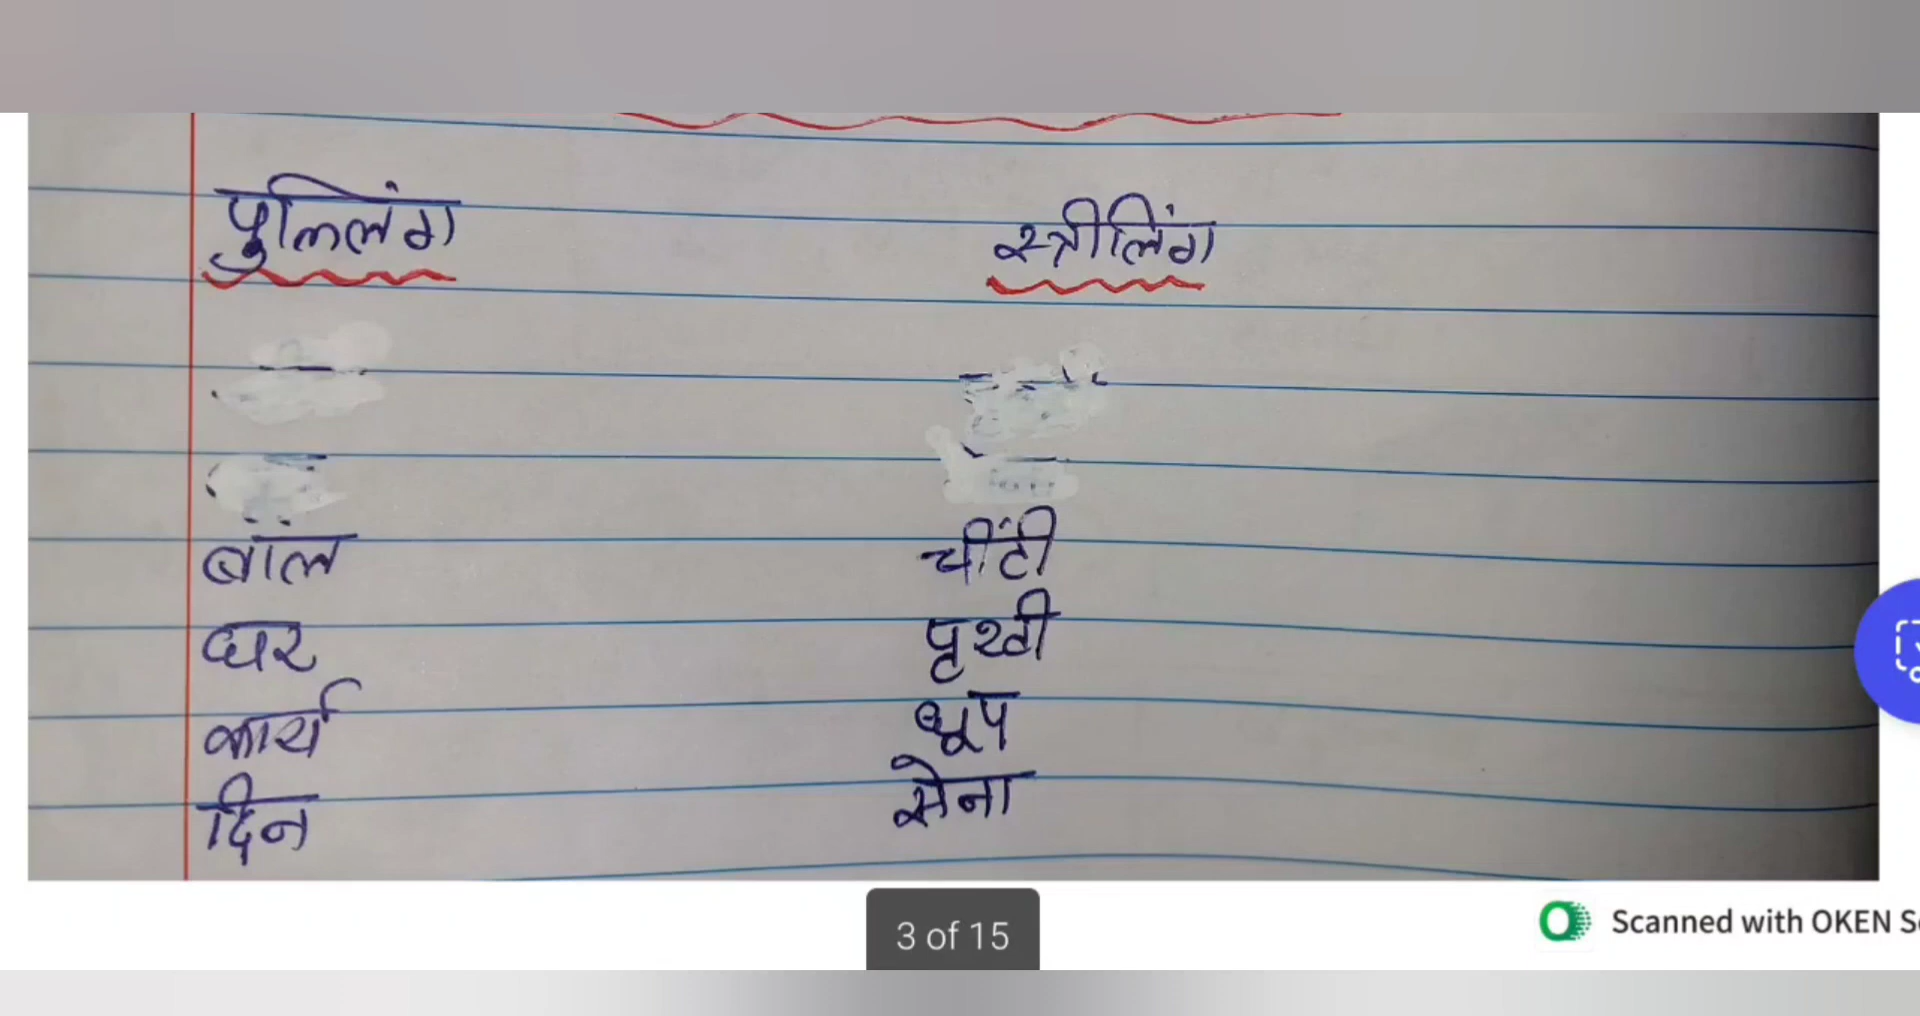 पुल्लिंग स्त्रीलिंग
बाल चींटी
घर पृथ्वी
कार्य धूप
दिन सेना
3 of 15
Scanned with OKEN